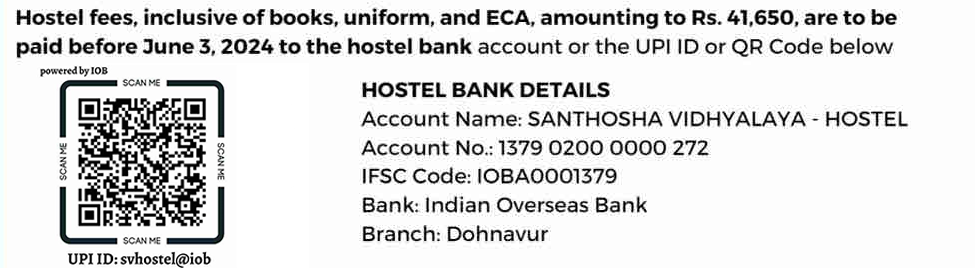 Hostel fees, inclusive of books, uniform, and ECA, amounting to Rs. 41,650, are to be
paid before June 3, 2024 to the hostel bank account or the UPI ID or QR Code below
powered by IOB
SCAN ME
SCAN ME
SCAN ME
SCAN ME
UPI ID: svhostel@iob
HOSTEL BANK DETAILS
Account Name: SANTHOSHA VIDHYALAYA - HOSTEL
Account No.: 1379 0200 0000 272
IFSC Code: IOBA0001379
Bank: Indian Overseas Bank
Branch: Dohnavur